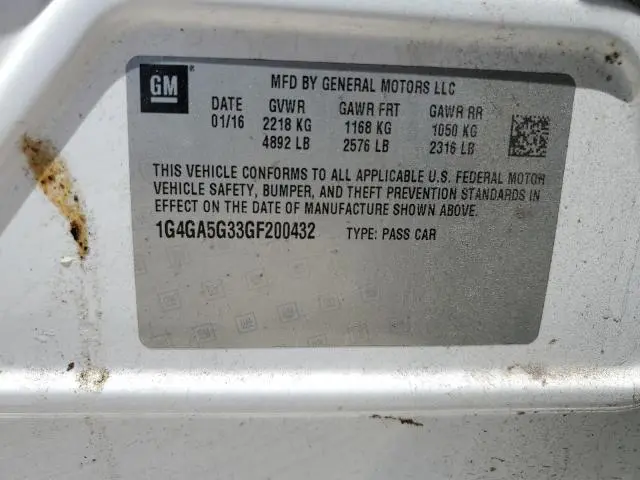 GM
MFD BY GENERAL MOTORS LLC
DATE GVWR GAWR FRT GAWR RR
01/16 2218 KG 1168 KG 1050 KG
4892 LB 2576 LB 2316 LB
THIS VEHICLE CONFORMS TO ALL APPLICABLE U.S. FEDERAL MOTOR
VEHICLE SAFETY, BUMPER, AND THEFT PREVENTION STANDARDS IN
EFFECT ON THE DATE OF MANUFACTURE SHOWN ABOVE.
1G4GA5G33GF200432 TYPE: PASS CAR